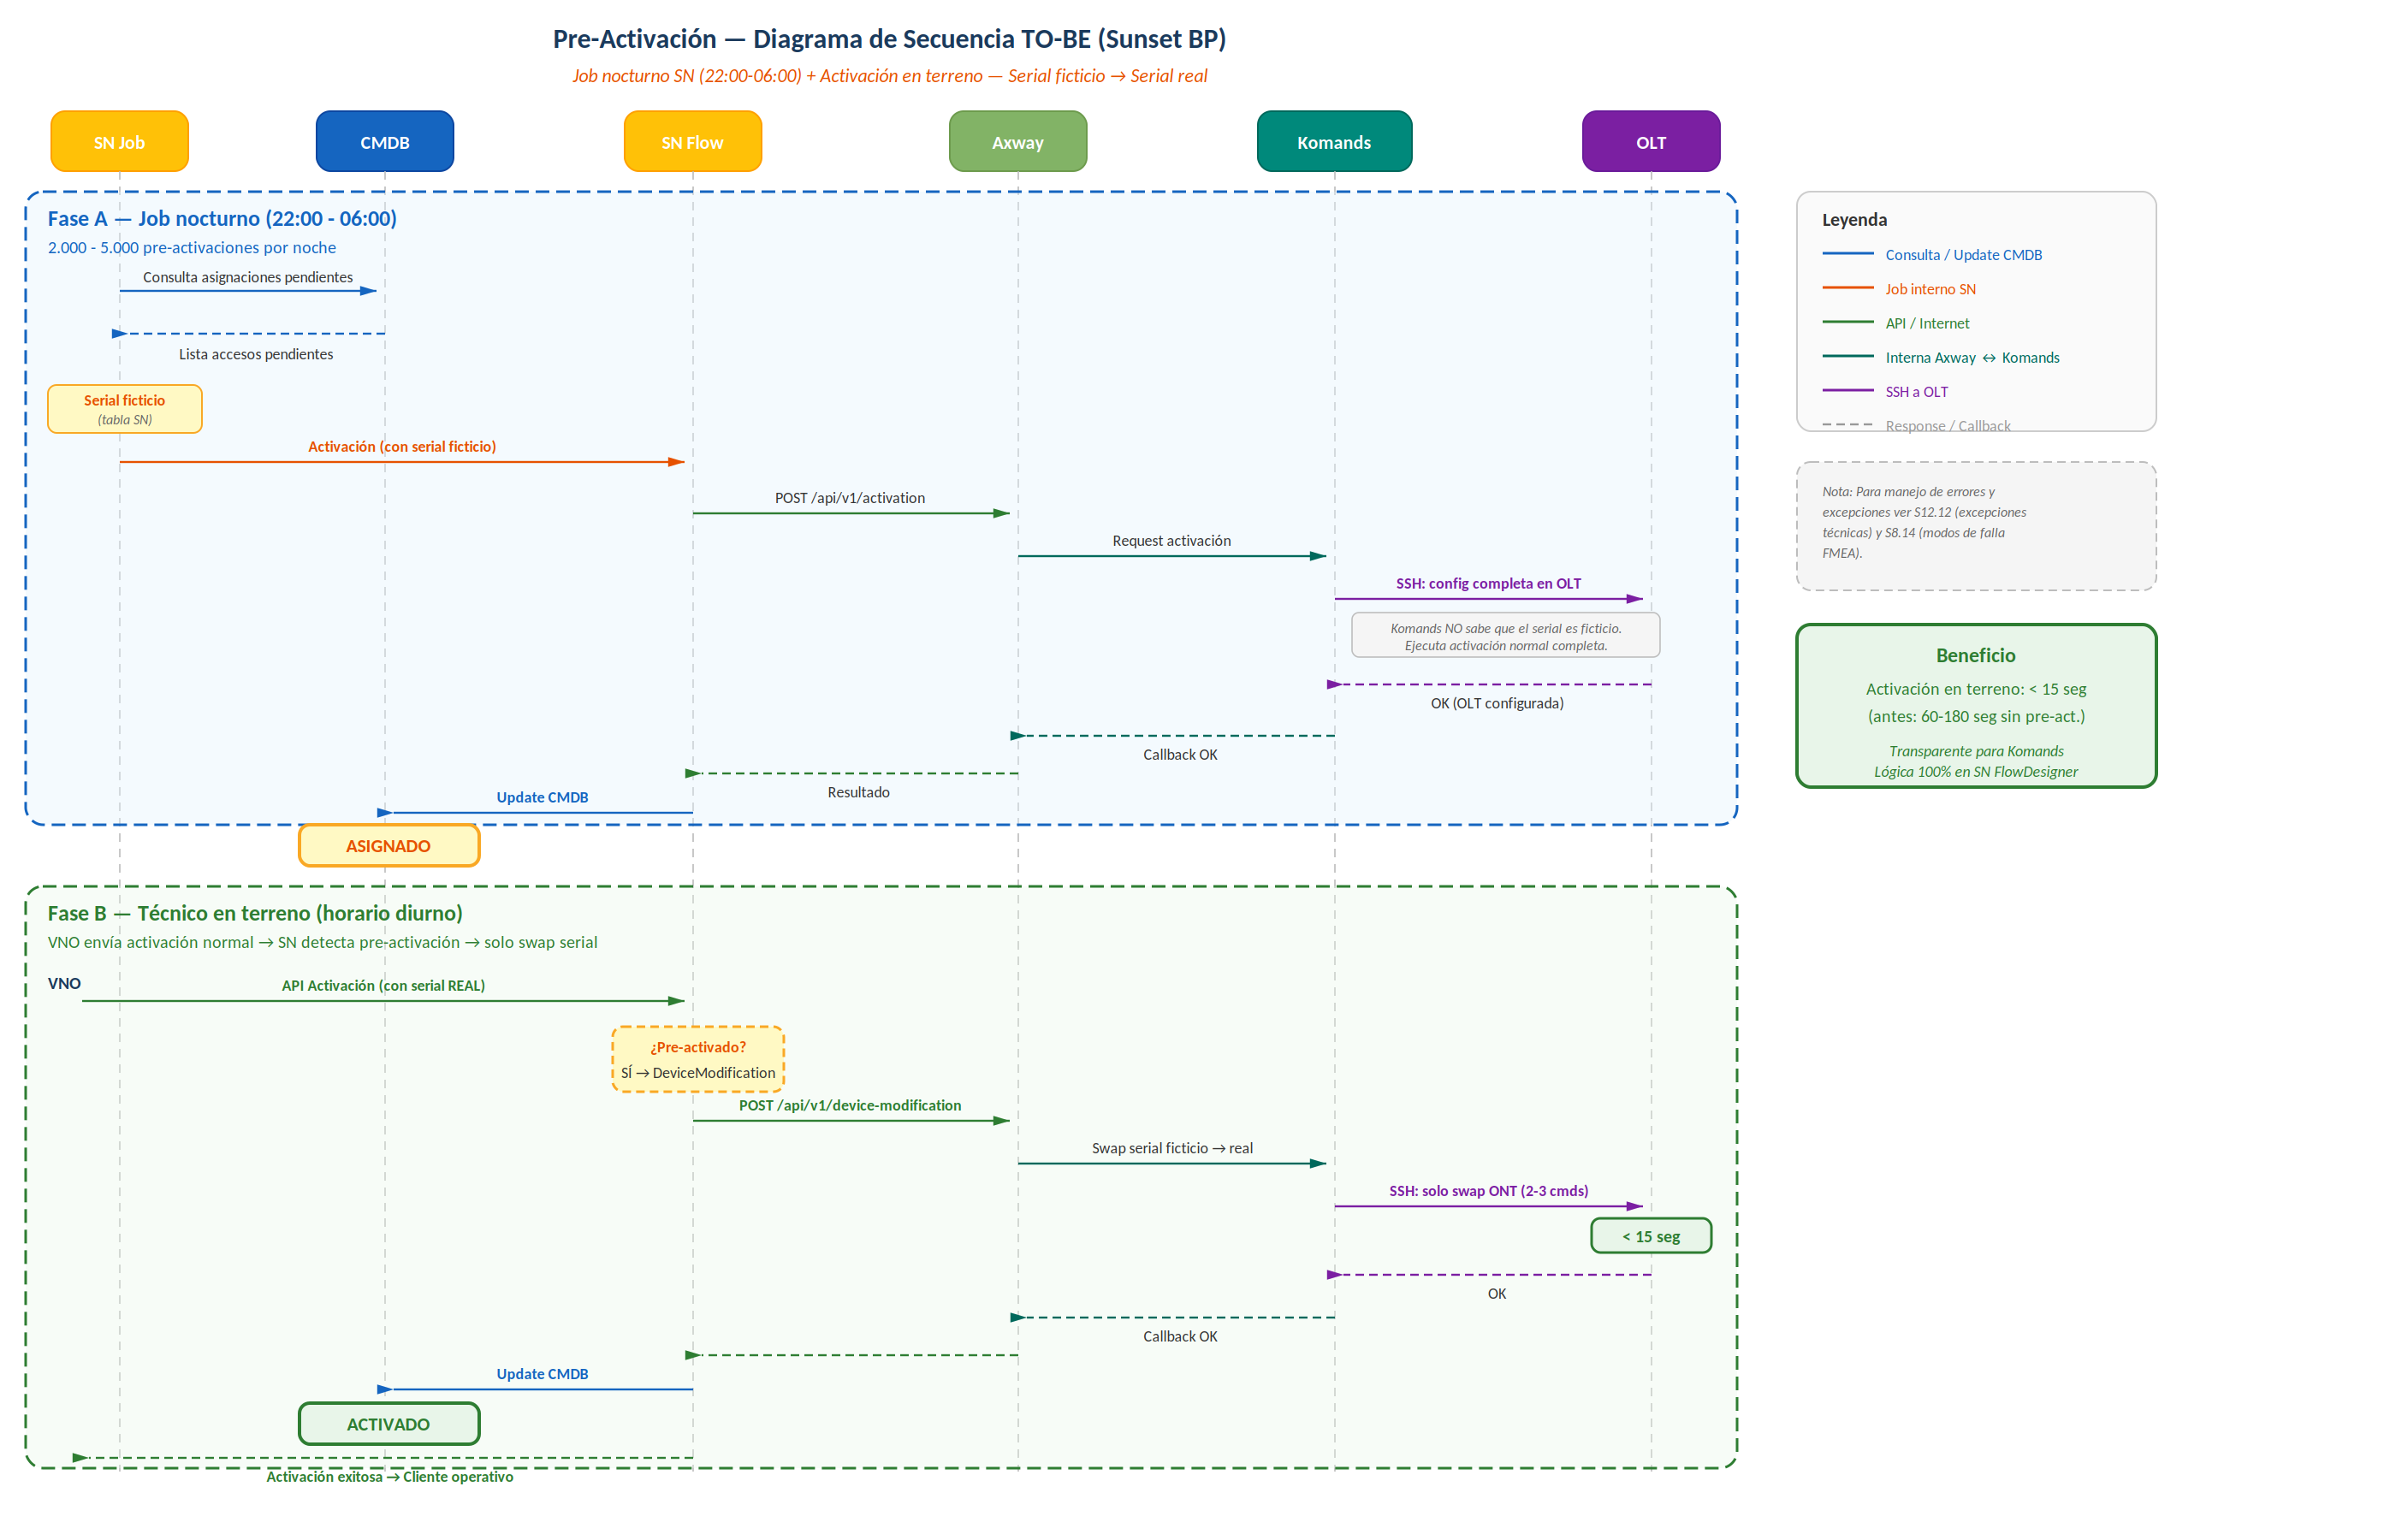 Pre-Activación — Diagrama de Secuencia TO-BE (Sunset BP)
Job nocturno SN (22:00-06:00) + Activación en terreno — Serial ficticio → Serial real
SN Job
CMDB
SN Flow
Axway
Komands
OLT
Fase A — Job nocturno (22:00 - 06:00)
2.000 - 5.000 pre-activaciones por noche
Consulta asignaciones pendientes
Lista accesos pendientes
Serial ficticio
(tabla SN)
Activación (con serial ficticio)
POST /api/v1/activation
Request activación
SSH: config completa en OLT
Komands NO sabe que el serial es ficticio.
Ejecuta activación normal completa.
OK (OLT configurada)
Callback OK
Resultado
Update CMDB
ASIGNADO
Fase B — Técnico en terreno (horario diurno)
VNO envía activación normal → SN detecta pre-activación → solo swap serial
VNO
API Activación (con serial REAL)
¿Pre-activado?
SÍ → DeviceModification
POST /api/v1/device-modification
Swap serial ficticio → real
SSH: solo swap ONT (2-3 cmds)
< 15 seg
OK
Callback OK
Update CMDB
ACTIVADO
Activación exitosa → Cliente operativo
Leyenda
Consulta / Update CMDB
Job interno SN
API / Internet
Interna Axway ↔ Komands
SSH a OLT
Response / Callback
Nota: Para manejo de errores y
excepciones ver S12.12 (excepciones
técnicas) y S8.14 (modos de falla
FMEA).
Beneficio
Activación en terreno: < 15 seg
(antes: 60-180 seg sin pre-act.)
Transparente para Komands
Lógica 100% en SN FlowDesigner